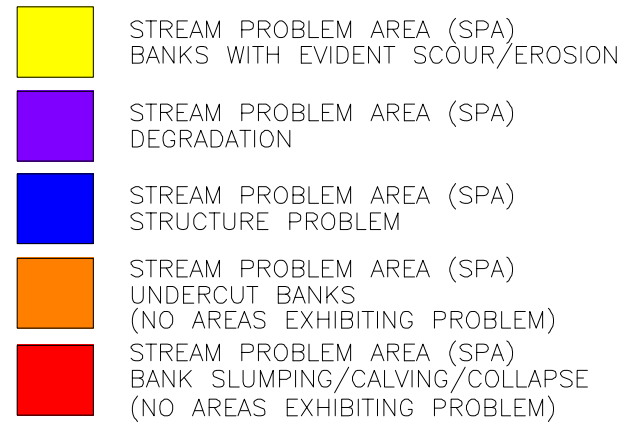 STREAM PROBLEM AREA (SPA)
BANKS WITH EVIDENT SCOUR/EROSION
STREAM PROBLEM AREA (SPA)
DEGRADATION
STREAM PROBLEM AREA (SPA)
STRUCTURE PROBLEM
STREAM PROBLEM AREA (SPA)
UNDERCUT BANKS
(NO AREAS EXHIBITING PROBLEM)
STREAM PROBLEM AREA (SPA)
BANK SLUMPING/CALVING/COLLAPSE
(NO AREAS EXHIBITING PROBLEM)